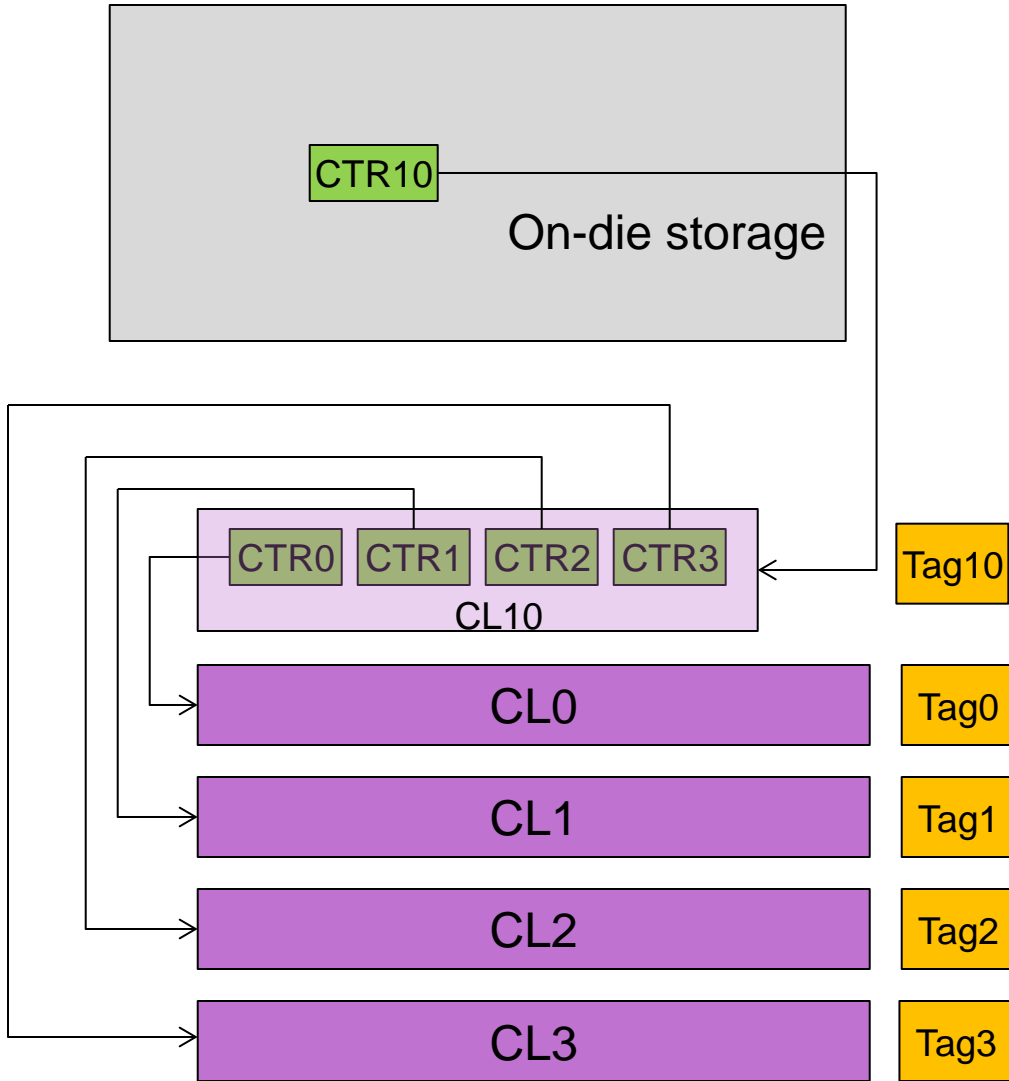 CTR10
On-die storage
CTR0 CTR1 CTR2 CTR3
CL10
Tag10
CL0
Tag0
CL1
Tag1
CL2
Tag2
CL3
Tag3